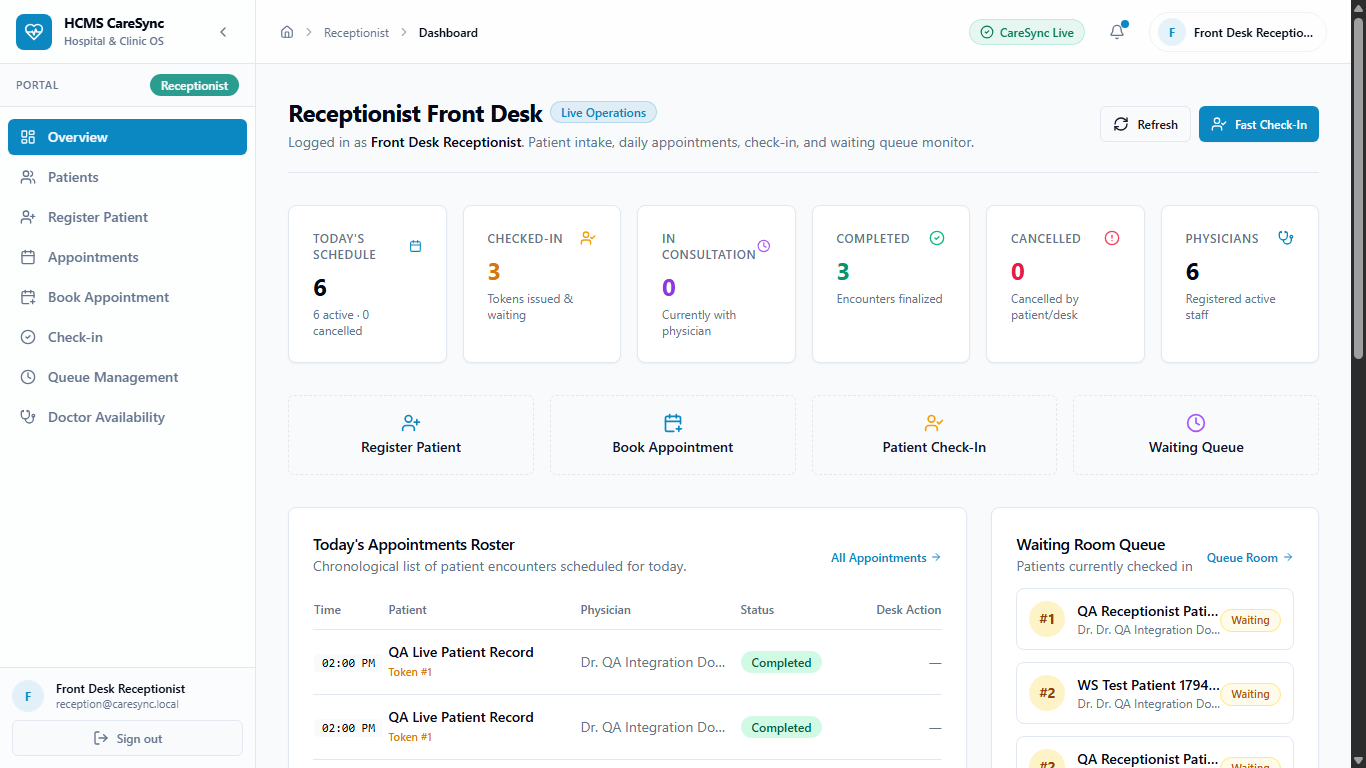 HCMS CareSync
Hospital & Clinic OS
PORTAL
Receptionist
Overview
Patients
Register Patient
Appointments
Book Appointment
Check-in
Queue Management
Doctor Availability
F
Front Desk Receptionist
reception@caresync.local
Sign out
Receptionist
Dashboard
CareSync Live
F
Front Desk Receptio...
Receptionist Front Desk
Live Operations
Logged in as Front Desk Receptionist. Patient intake, daily appointments, check-in, and waiting queue monitor.
Refresh
Fast Check-In
TODAY'S
SCHEDULE
6
6 active · 0
cancelled
CHECKED-IN
3
Tokens issued &
waiting
IN
CONSULTATION
0
Currently with
physician
COMPLETED
3
Encounters finalized
CANCELLED
0
Cancelled by
patient/desk
PHYSICIANS
6
Registered active
staff
Register Patient
Book Appointment
Patient Check-In
Waiting Queue
Today's Appointments Roster
Chronological list of patient encounters scheduled for today.
All Appointments
Time Patient Physician Status Desk Action
02:00 PM QA Live Patient Record Dr. QA Integration Do... Completed —
Token #1
02:00 PM QA Live Patient Record Dr. QA Integration Do... Completed —
Token #1
Waiting Room Queue
Patients currently checked in
Queue Room
#1 QA Receptionist Pati... Waiting
Dr. Dr. QA Integration Do...
#2 WS Test Patient 1794... Waiting
Dr. Dr. QA Integration Do...
QA Receptionist Pati... Waiting